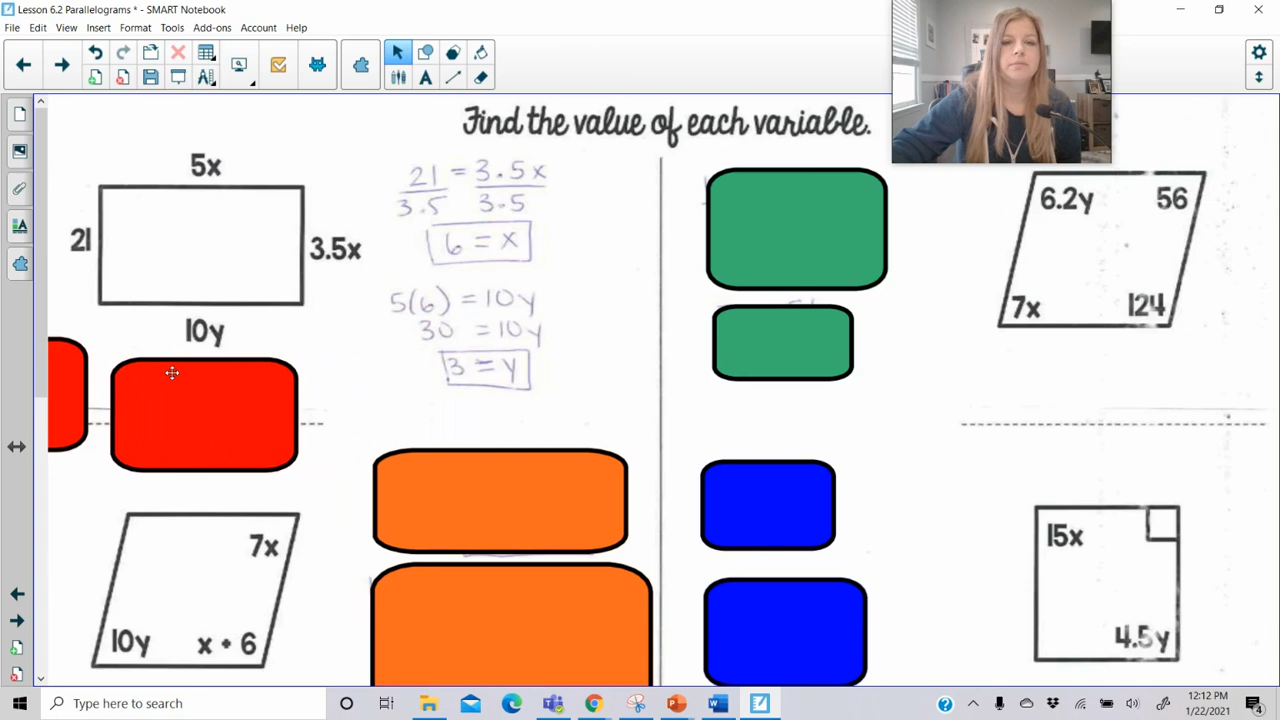 Lesson 6.2 Parallelograms * - SMART Notebook
File Edit View Insert Format Tools Add-ons Account Help
Find the value of each variable.
5x
21
3.5x
10y
21 = 3.5x
3.5 3.5
6 = x
5(6) = 10y
30 = 10y
3 = y
6.2y 56
7x 124
7x
10y x + 6
15x
4.5y
Type here to search
12:12 PM
1/22/2021
4